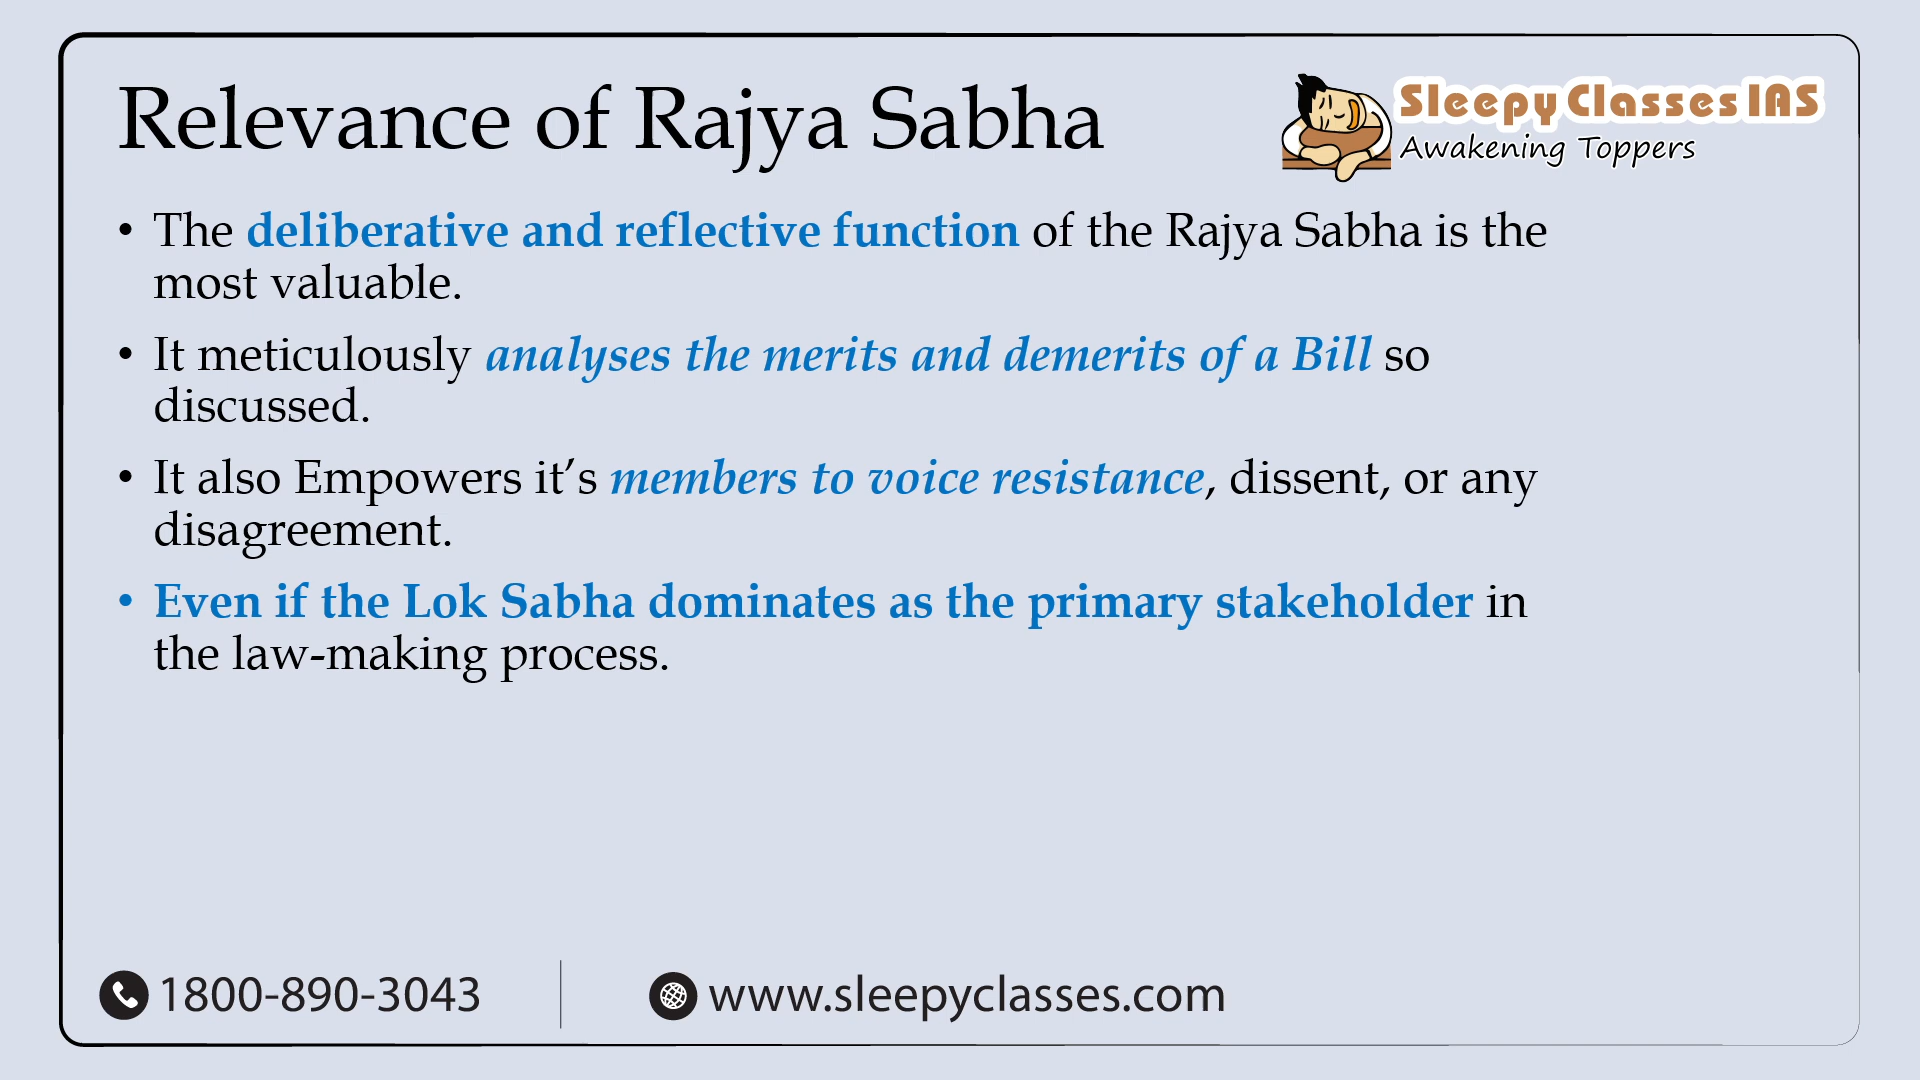 Relevance of Rajya Sabha
Sleepy Classes IAS
Awakening Toppers
• The deliberative and reflective function of the Rajya Sabha is the
most valuable.
• It meticulously analyses the merits and demerits of a Bill so
discussed.
• It also Empowers it’s members to voice resistance, dissent, or any
disagreement.
• Even if the Lok Sabha dominates as the primary stakeholder in
the law-making process.
1800-890-3043
www.sleepyclasses.com